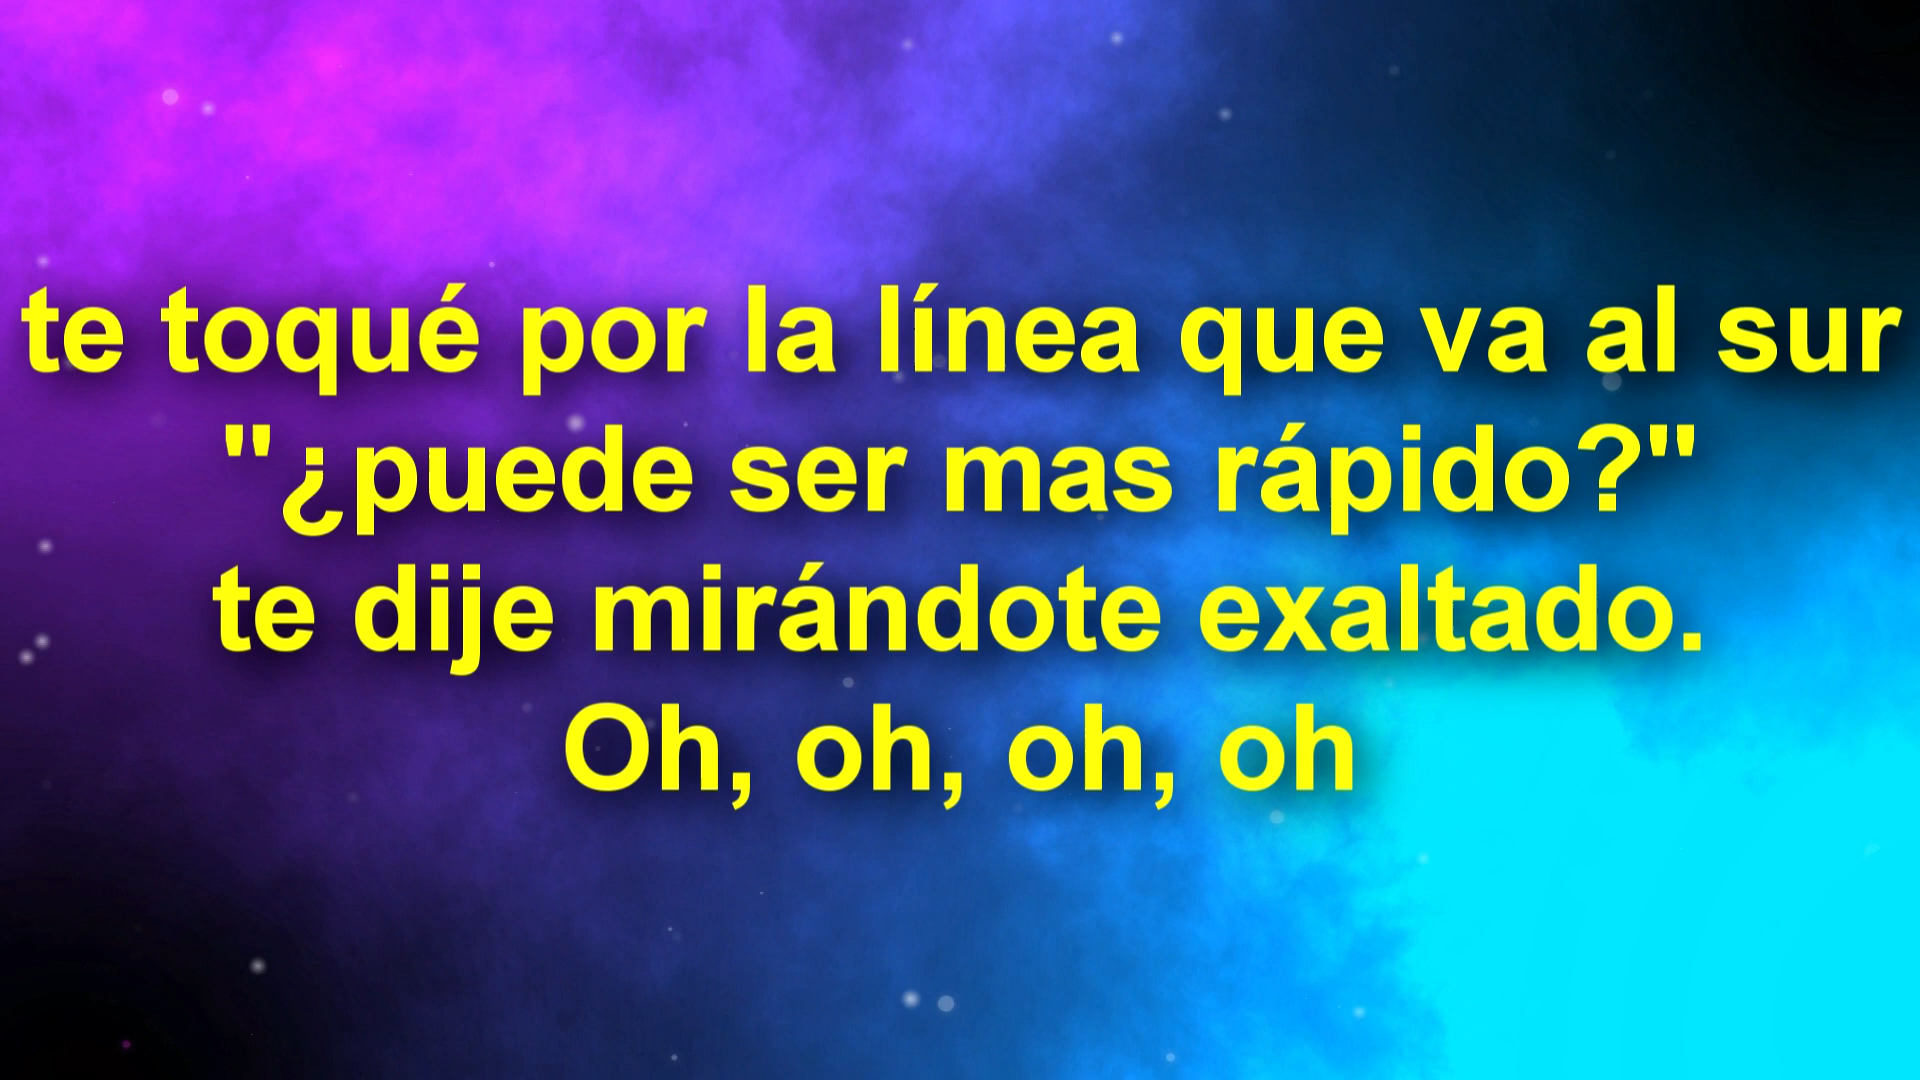 te toqué por la línea que va al sur
"¿puede ser mas rápido?"
te dije mirándote exaltado.
Oh, oh, oh, oh